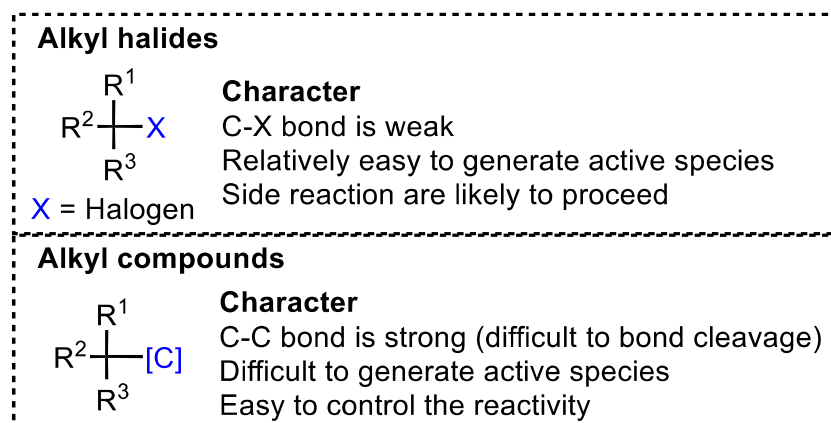 Alkyl halides
R1
R2 X
R3
X = Halogen
Character
C-X bond is weak
Relatively easy to generate active species
Side reaction are likely to proceed
Alkyl compounds
R1
R2 [C]
R3
Character
C-C bond is strong (difficult to bond cleavage)
Difficult to generate active species
Easy to control the reactivity